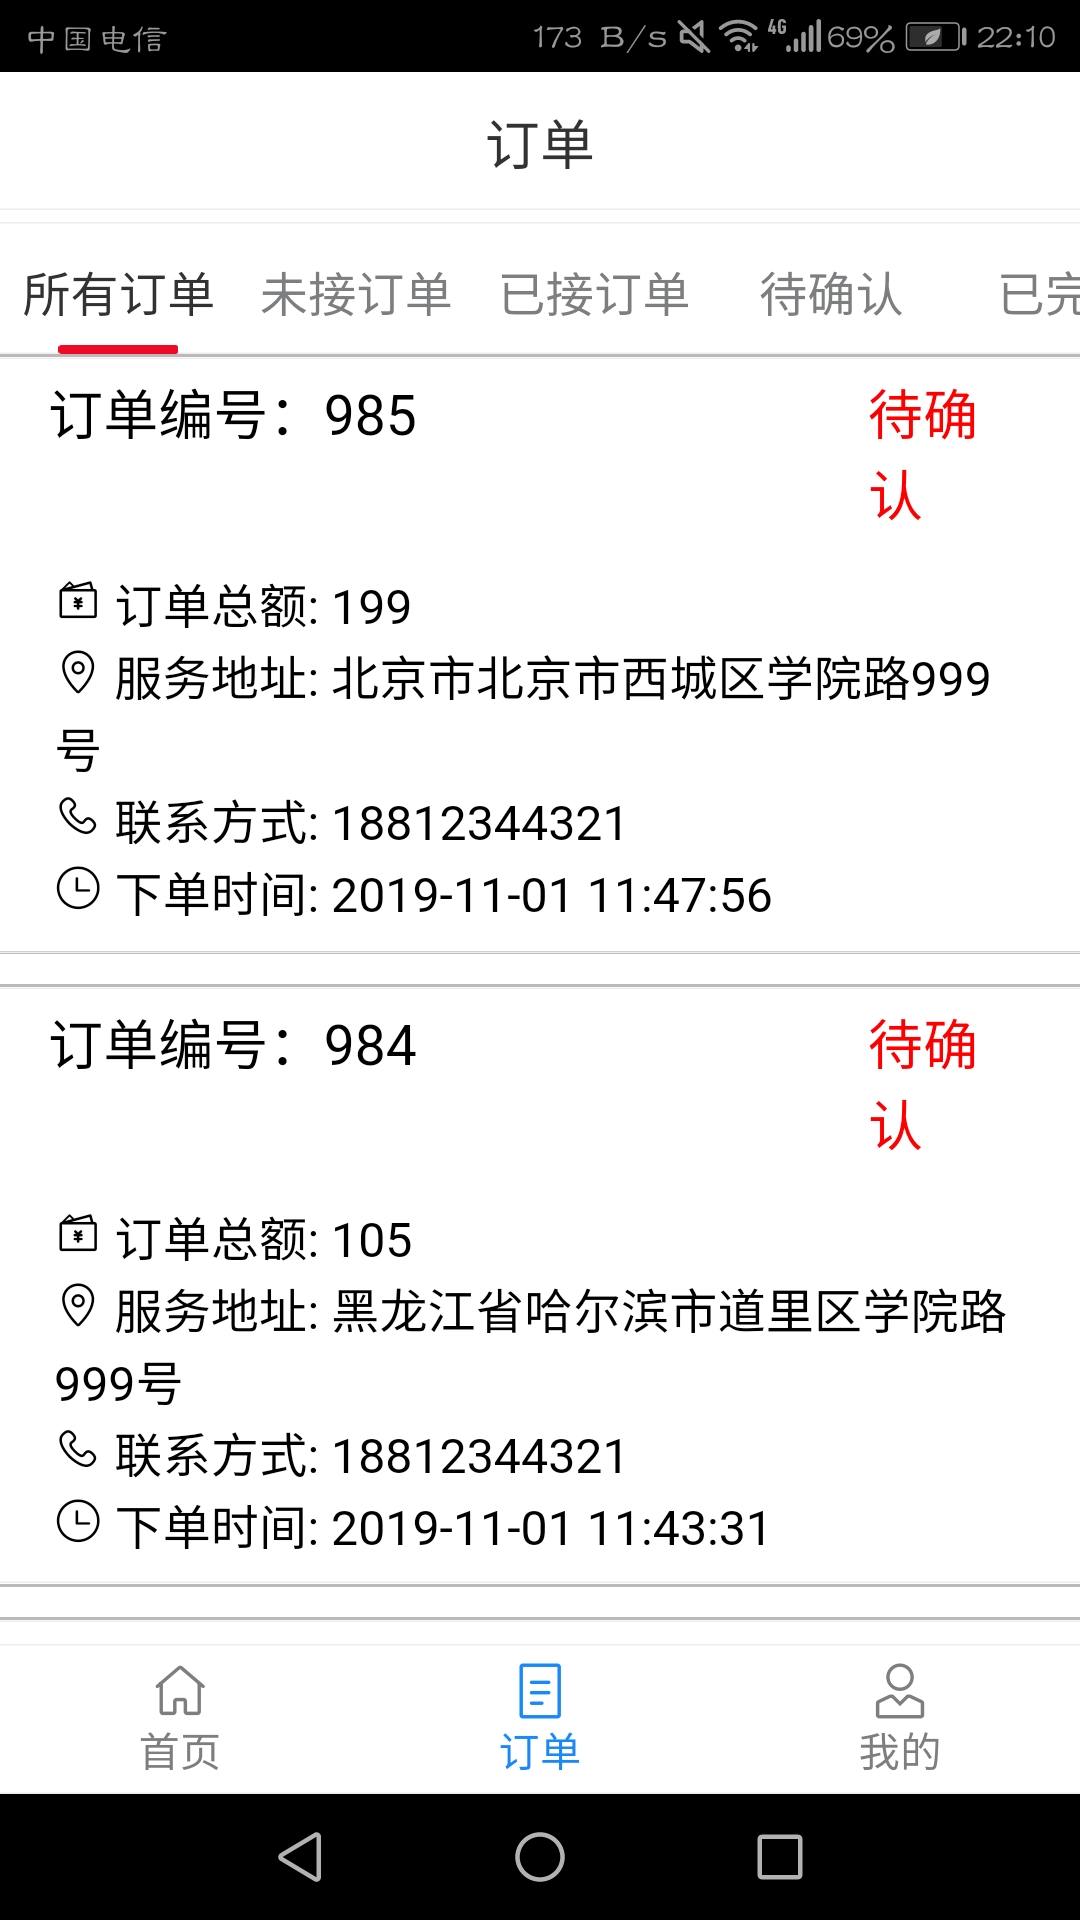 中国电信 173 B/s 4G 69% 22:10
订单
所有订单 未接订单 已接订单 待确认 已完
订单编号：985 待确
认
订单总额: 199
服务地址: 北京市北京市西城区学院路999
号
联系方式: 18812344321
下单时间: 2019-11-01 11:47:56
订单编号：984 待确
认
订单总额: 105
服务地址: 黑龙江省哈尔滨市道里区学院路
999号
联系方式: 18812344321
下单时间: 2019-11-01 11:43:31
首页 订单 我的